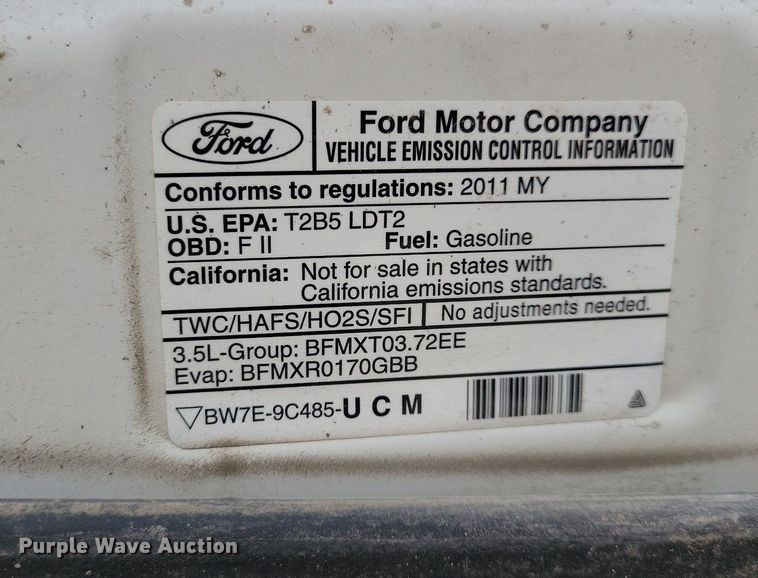 Ford
Ford Motor Company
VEHICLE EMISSION CONTROL INFORMATION
Conforms to regulations: 2011 MY
U.S. EPA: T2B5 LDT2
OBD: F II Fuel: Gasoline
California: Not for sale in states with
California emissions standards.
TWC/HAFS/HO2S/SFI No adjustments needed.
3.5L-Group: BFMXT03.72EE
Evap: BFMXR0170GBB
BW7E-9C485-U C M
Purple Wave Auction